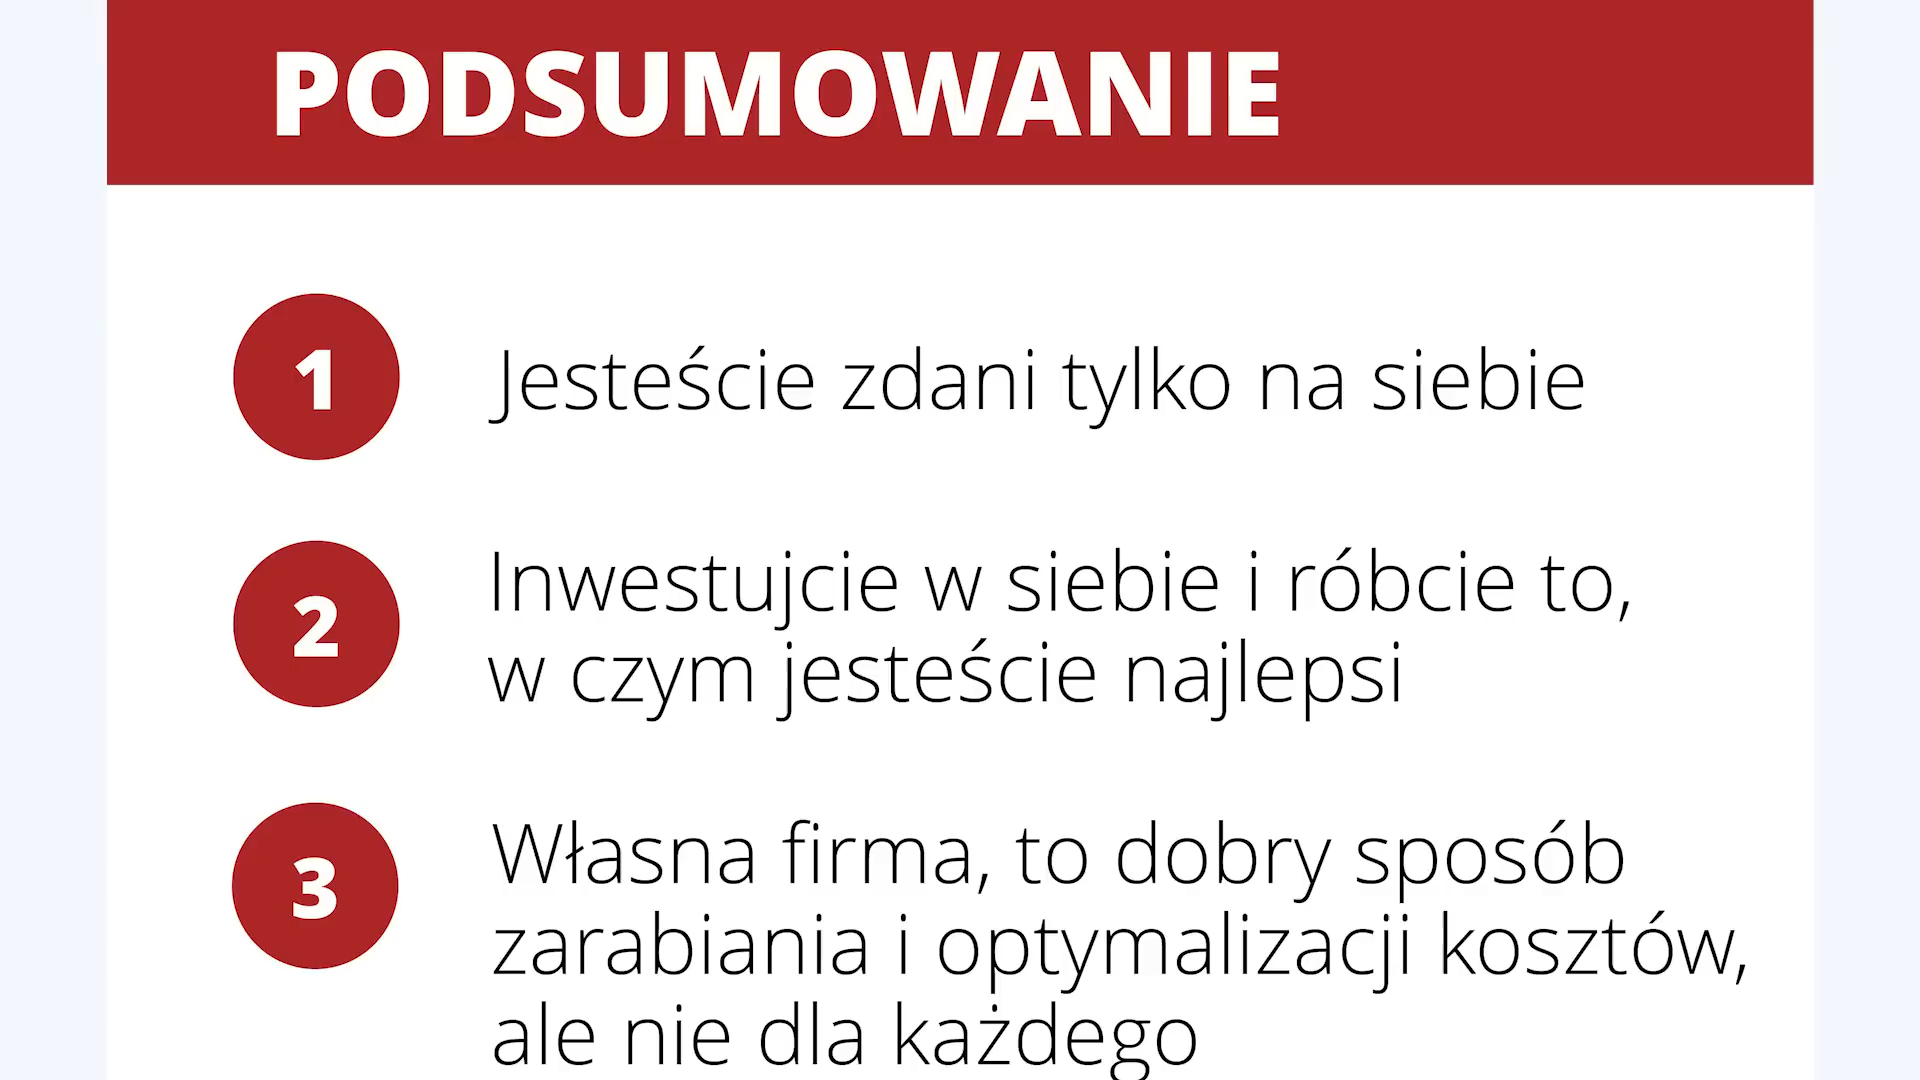 PODSUMOWANIE
1
Jesteście zdani tylko na siebie
2
Inwestujcie w siebie i róbcie to,
w czym jesteście najlepsi
3
Własna firma, to dobry sposób
zarabiania i optymalizacji kosztów,
ale nie dla każdego